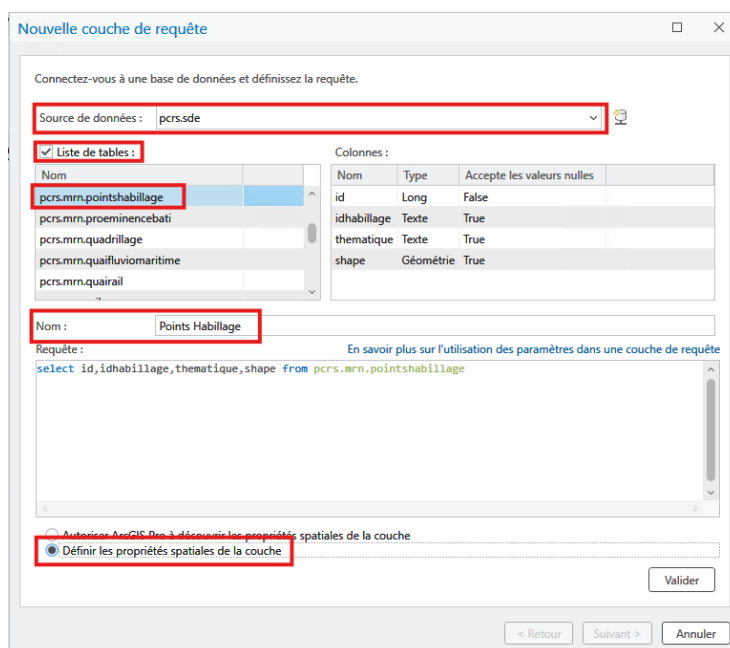 Nouvelle couche de requête
Connectez-vous à une base de données et définissez la requête.
Source de données : pcrs.sde
Liste de tables : Colonnes :
Nom Nom Type Accepte les valeurs nulles
pcrs.mrn.pointshabillage id Long False
pcrs.mrn.proeminencebati idhabillage Texte True
pcrs.mrn.quadrillage thematique Texte True
pcrs.mrn.quaifluviomaritime shape Géométrie True
pcrs.mrn.quairail
Nom : Points Habillage
Requête : En savoir plus sur l'utilisation des paramètres dans une couche de requête
select id,idhabillage,thematique,shape from pcrs.mrn.pointshabillage
Autoriser ArcGIS Pro à découvrir les propriétés spatiales de la couche
Définir les propriétés spatiales de la couche
Valider
< Retour Suivant > Annuler